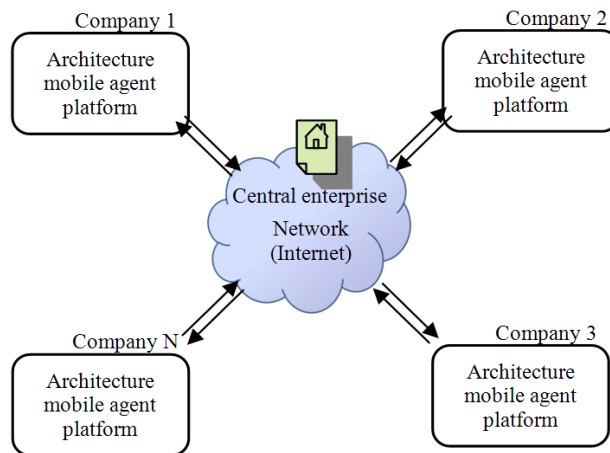 Company 1
Architecture
mobile agent
platform
Company 2
Architecture
mobile agent
platform
Central enterprise
Network
(Internet)
Company N
Architecture
mobile agent
platform
Company 3
Architecture
mobile agent
platform